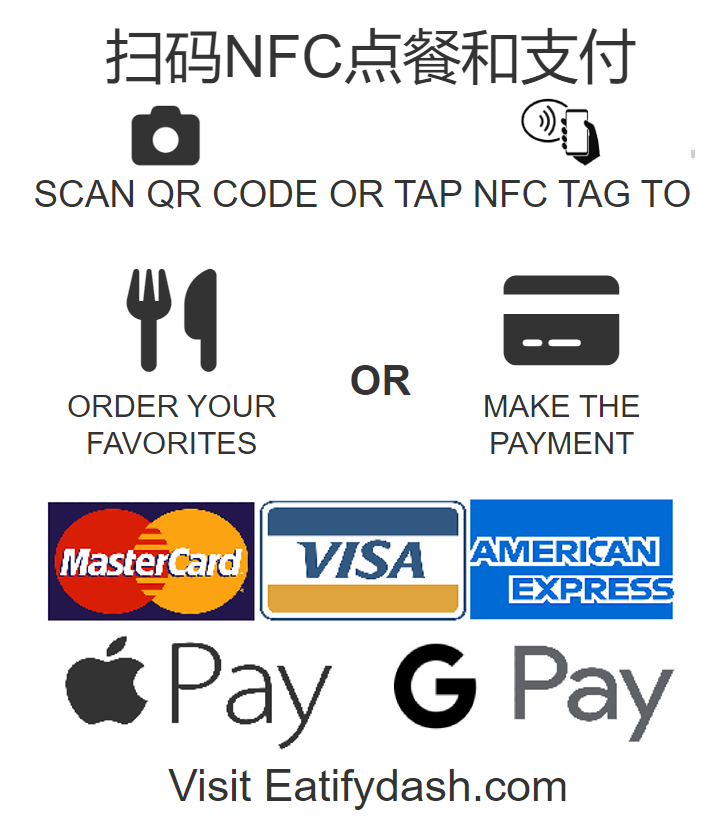 扫码NFC点餐和支付
SCAN QR CODE OR TAP NFC TAG TO
ORDER YOUR
FAVORITES
OR
MAKE THE
PAYMENT
MasterCard
VISA
AMERICAN
EXPRESS
Pay
G Pay
Visit Eatifydash.com